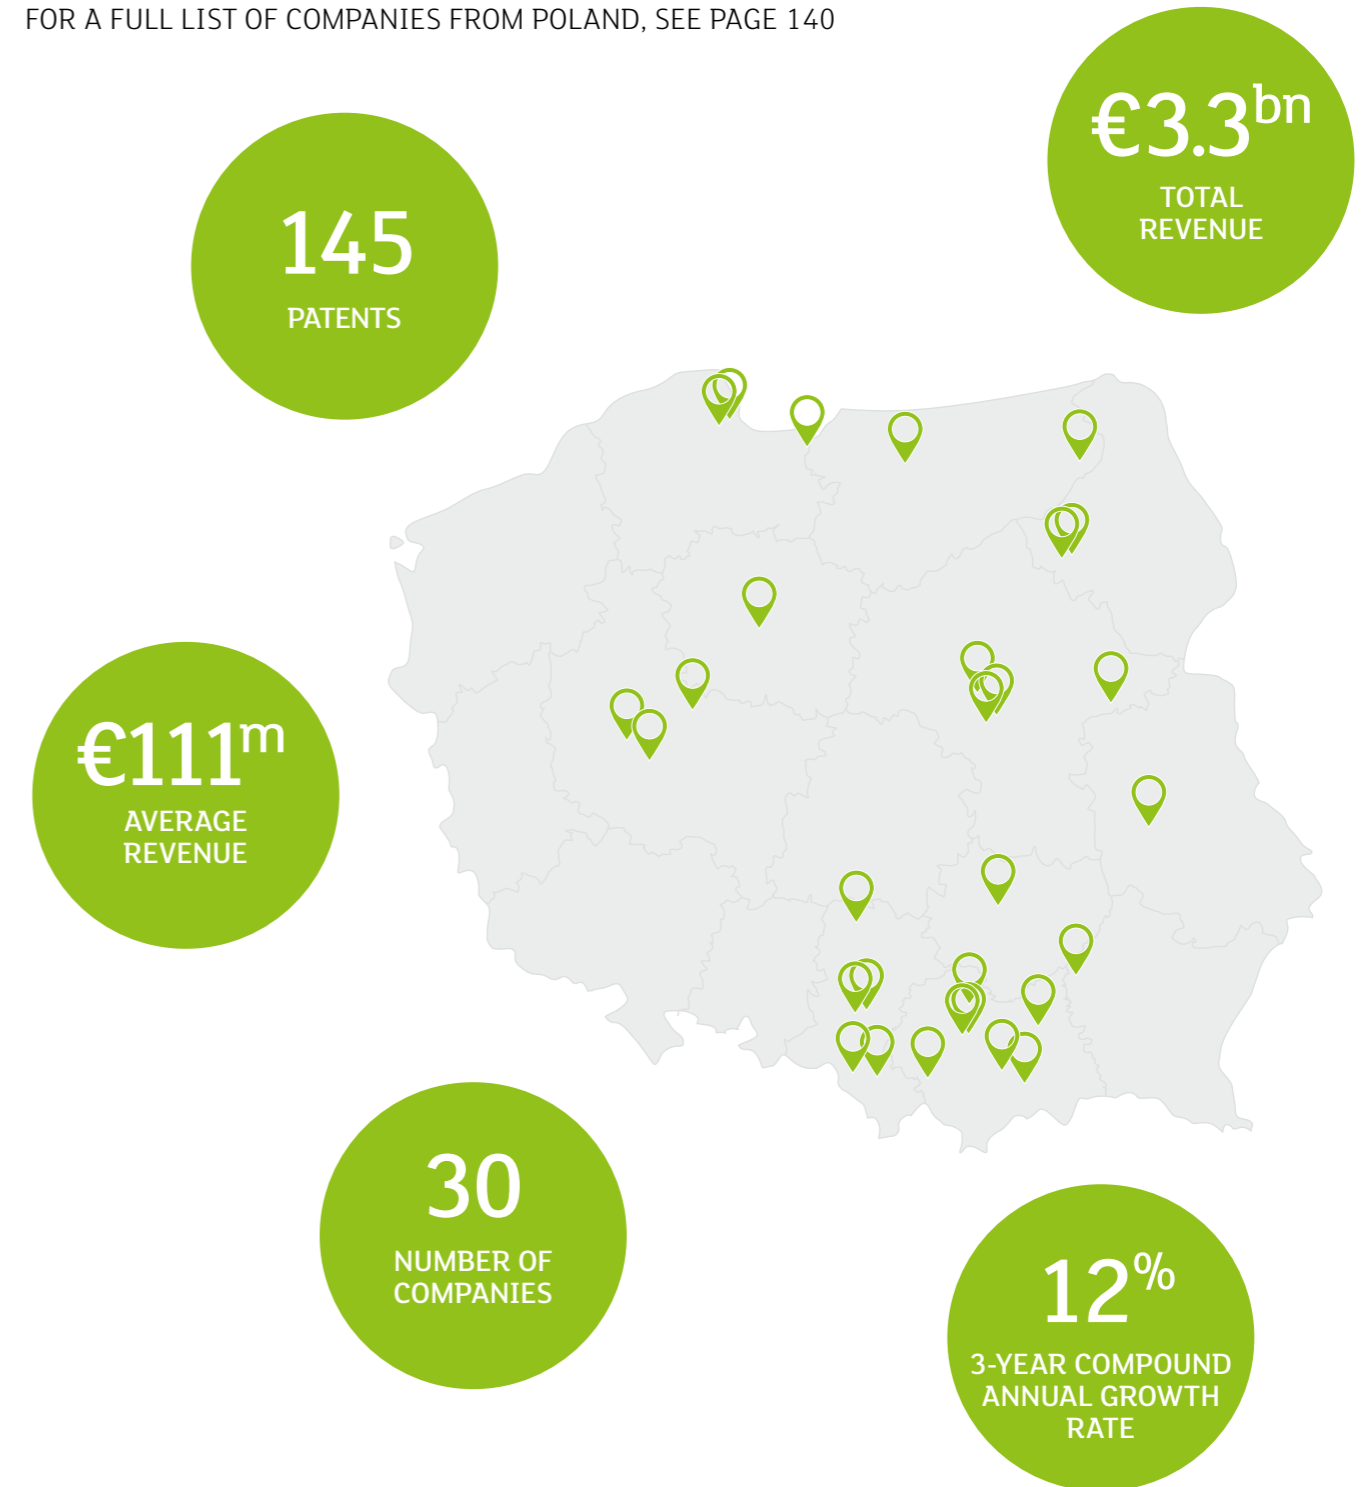 FOR A FULL LIST OF COMPANIES FROM POLAND, SEE PAGE 140
€3.3bn
TOTAL
REVENUE
145
PATENTS
€111m
AVERAGE
REVENUE
30
NUMBER OF
COMPANIES
12%
3-YEAR COMPOUND
ANNUAL GROWTH
RATE